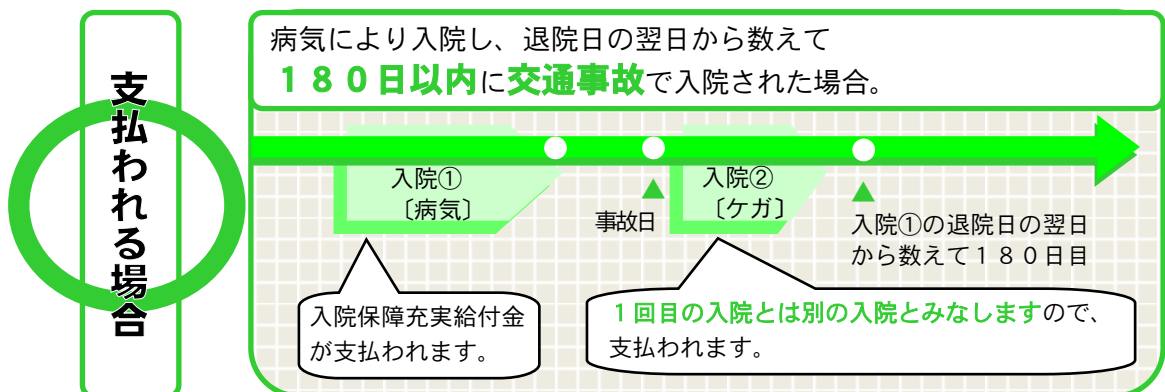 支払われる場合
病気により入院し、退院日の翌日から数えて
１８０日以内に交通事故で入院された場合。
入院①
〔病気〕
事故日
入院②
〔ケガ〕
入院①の退院日の翌日
から数えて１８０日目
入院保障充実給付金
が支払われます。
１回目の入院とは別の入院とみなしますので、
支払われます。